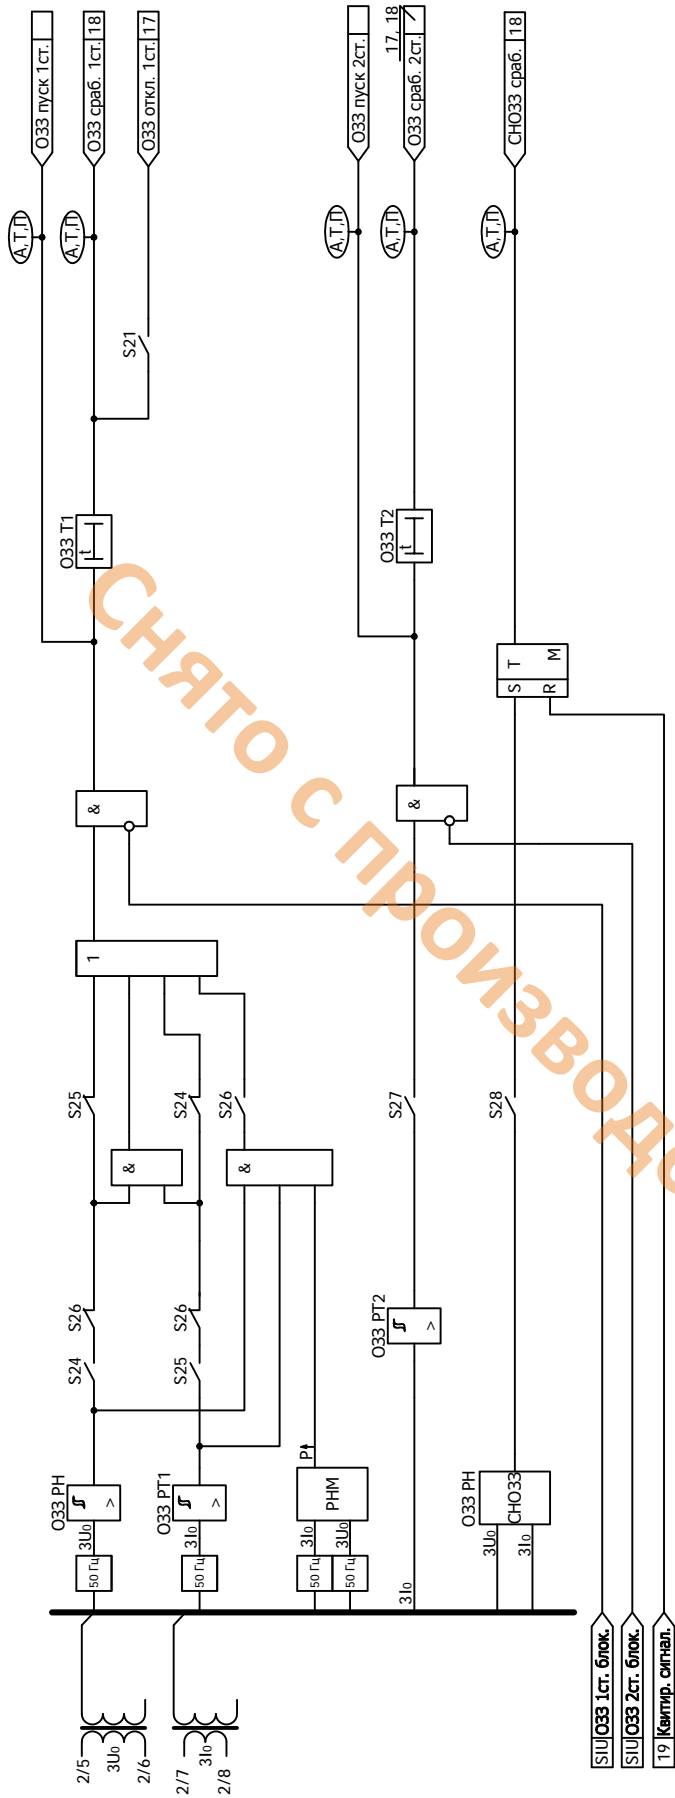 ОЗЗ пуск 1ст.
ОЗЗ сраб. 1ст. 18
ОЗЗ откл. 1ст. 17
ОЗЗ пуск 2ст.
17, 18
ОЗЗ сраб. 2ст.
СНОЗЗ сраб. 18
А,Т,П
А,Т,П
А,Т,П
А,Т,П
А,Т,П
S21
ОЗЗ Т1
t
ОЗЗ Т2
t
S T
R M
&
&
1
S25
S24
S26
S27
S28
&
&
S26
S26
S24
S25
ОЗЗ РТ2
>
ОЗЗ РН
>
3U0
50 Гц
ОЗЗ РТ1
>
3I0
50 Гц
P
РНМ
3I0
3U0
50 Гц
50 Гц
3I0
ОЗЗ РН
СНОЗЗ
3U0
3I0
2/5
3U0
2/6
2/7
3I0
2/8
SIU ОЗЗ 1ст. блок.
SIU ОЗЗ 2ст. блок.
19 Квитир. сигнал.
Снято с производс